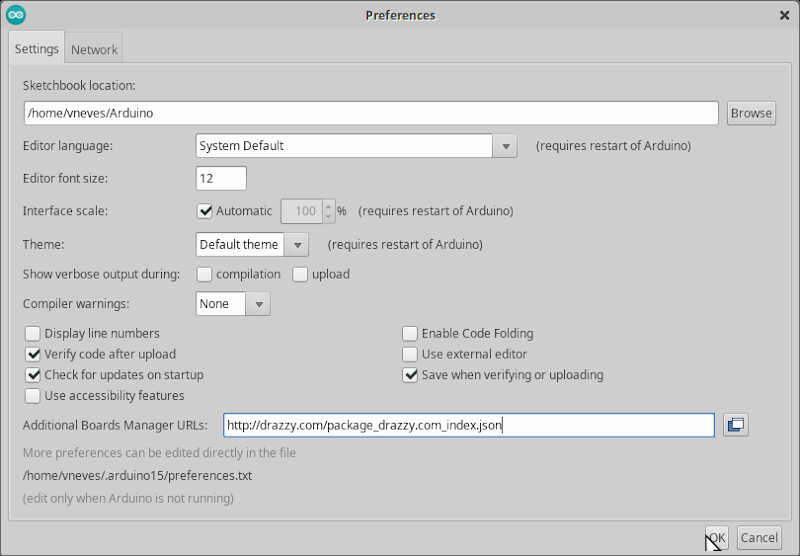 Preferences
Settings Network
Sketchbook location:
/home/vneves/Arduino Browse
Editor language: System Default (requires restart of Arduino)
Editor font size: 12
Interface scale: Automatic 100 % (requires restart of Arduino)
Theme: Default theme (requires restart of Arduino)
Show verbose output during: compilation upload
Compiler warnings: None
Display line numbers Enable Code Folding
Verify code after upload Use external editor
Check for updates on startup Save when verifying or uploading
Use accessibility features
Additional Boards Manager URLs: http://drazzy.com/package_drazzy.com_index.json
More preferences can be edited directly in the file
/home/vneves/.arduino15/preferences.txt
(edit only when Arduino is not running)
OK Cancel